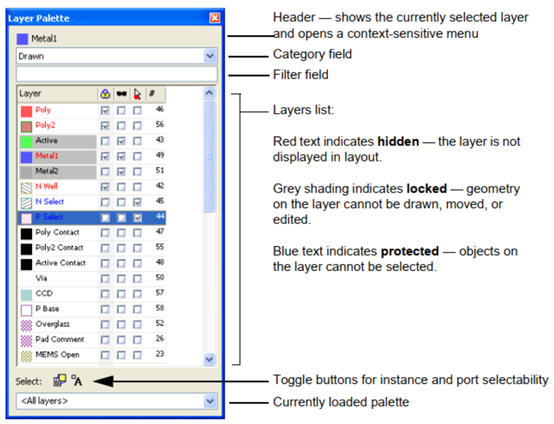 Layer Palette
Metal1
Header — shows the currently selected layer
and opens a context-sensitive menu
Drawn
Category field
Filter field
Layer #
Poly 46
Poly2 56
Active 43
Metal1 49
Metal2 51
N Well 42
N Select 45
P Select 44
Poly Contact 47
Poly2 Contact 55
Active Contact 48
Via 50
CCD 57
P Base 58
Overglass 52
Pad Comment 26
MEMS Open 23
Layers list:
Red text indicates hidden — the layer is not
displayed in layout.
Grey shading indicates locked — geometry
on the layer cannot be drawn, moved, or
edited.
Blue text indicates protected — objects on
the layer cannot be selected.
Select: A
Toggle buttons for instance and port selectability
<All layers>
Currently loaded palette